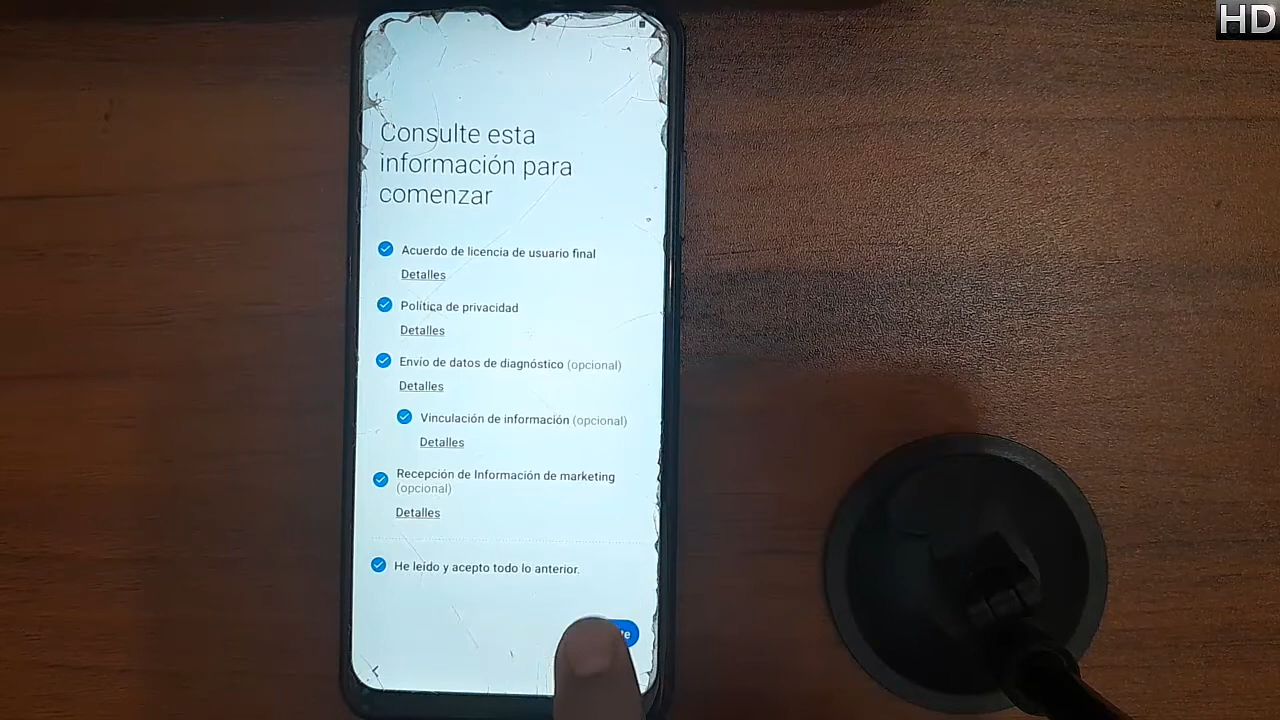 HD
Consulte esta
información para
comenzar
Acuerdo de licencia de usuario final
Detalles
Política de privacidad
Detalles
Envío de datos de diagnóstico (opcional)
Detalles
Vinculación de información (opcional)
Detalles
Recepción de Información de marketing
(opcional)
Detalles
He leído y acepto todo lo anterior.